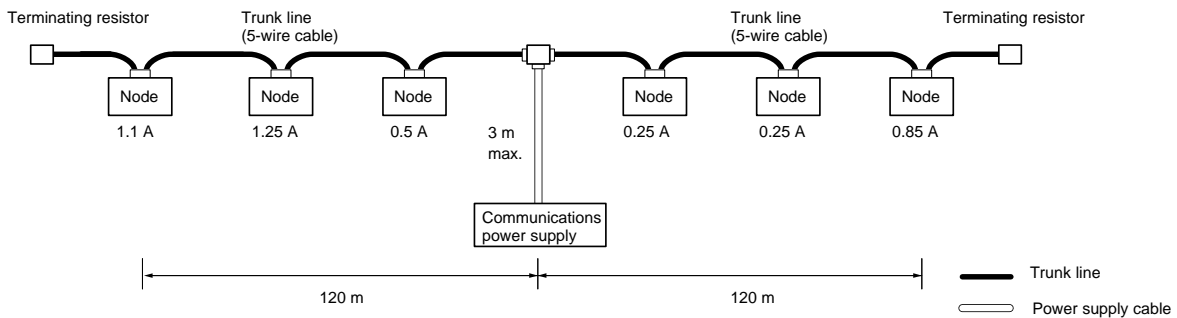 Terminating resistor
Trunk line
(5-wire cable)
Trunk line
(5-wire cable)
Terminating resistor
Node
Node
Node
Node
Node
Node
1.1 A
1.25 A
0.5 A
3 m
max.
0.25 A
0.25 A
0.85 A
Communications
power supply
120 m
120 m
Trunk line
Power supply cable